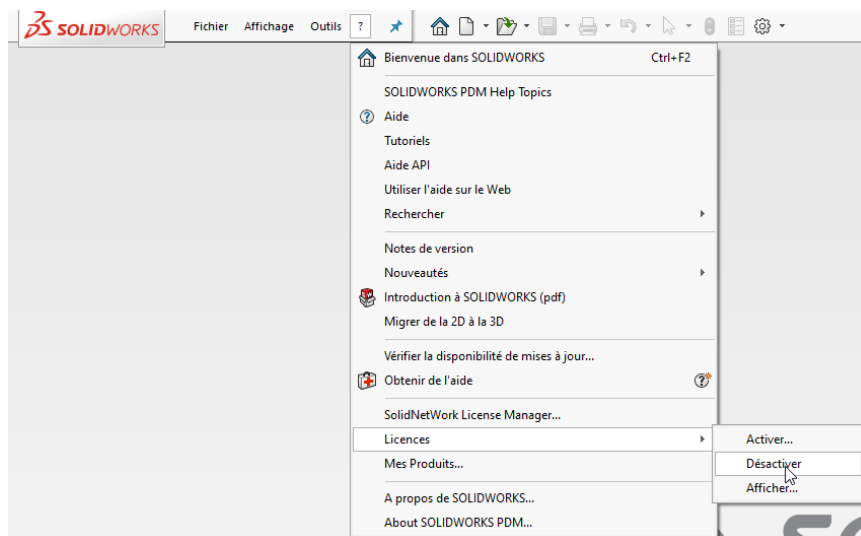 SOLIDWORKS Fichier Affichage Outils ?
Bienvenue dans SOLIDWORKS Ctrl+F2
SOLIDWORKS PDM Help Topics
Aide
Tutoriels
Aide API
Utiliser l'aide sur le Web
Rechercher
Notes de version
Nouveautés
Introduction à SOLIDWORKS (pdf)
Migrer de la 2D à la 3D
Vérifier la disponibilité de mises à jour...
Obtenir de l'aide
SolidNetWork License Manager...
Licences
Activer...
Mes Produits...
Désactiver
Afficher...
A propos de SOLIDWORKS...
About SOLIDWORKS PDM...